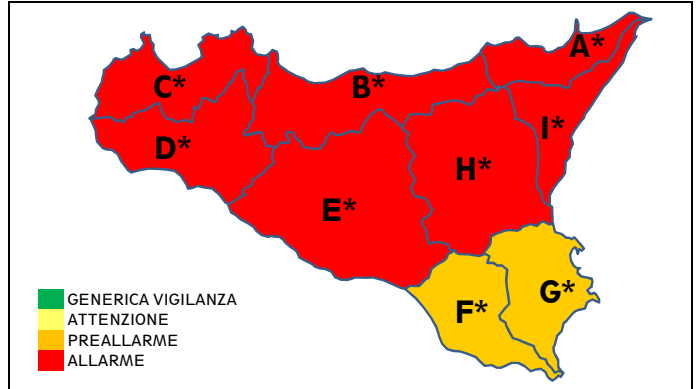 A*
C*
B*
I*
D*
H*
E*
G*
F*
GENERICA VIGILANZA
ATTENZIONE
PREALLARME
ALLARME